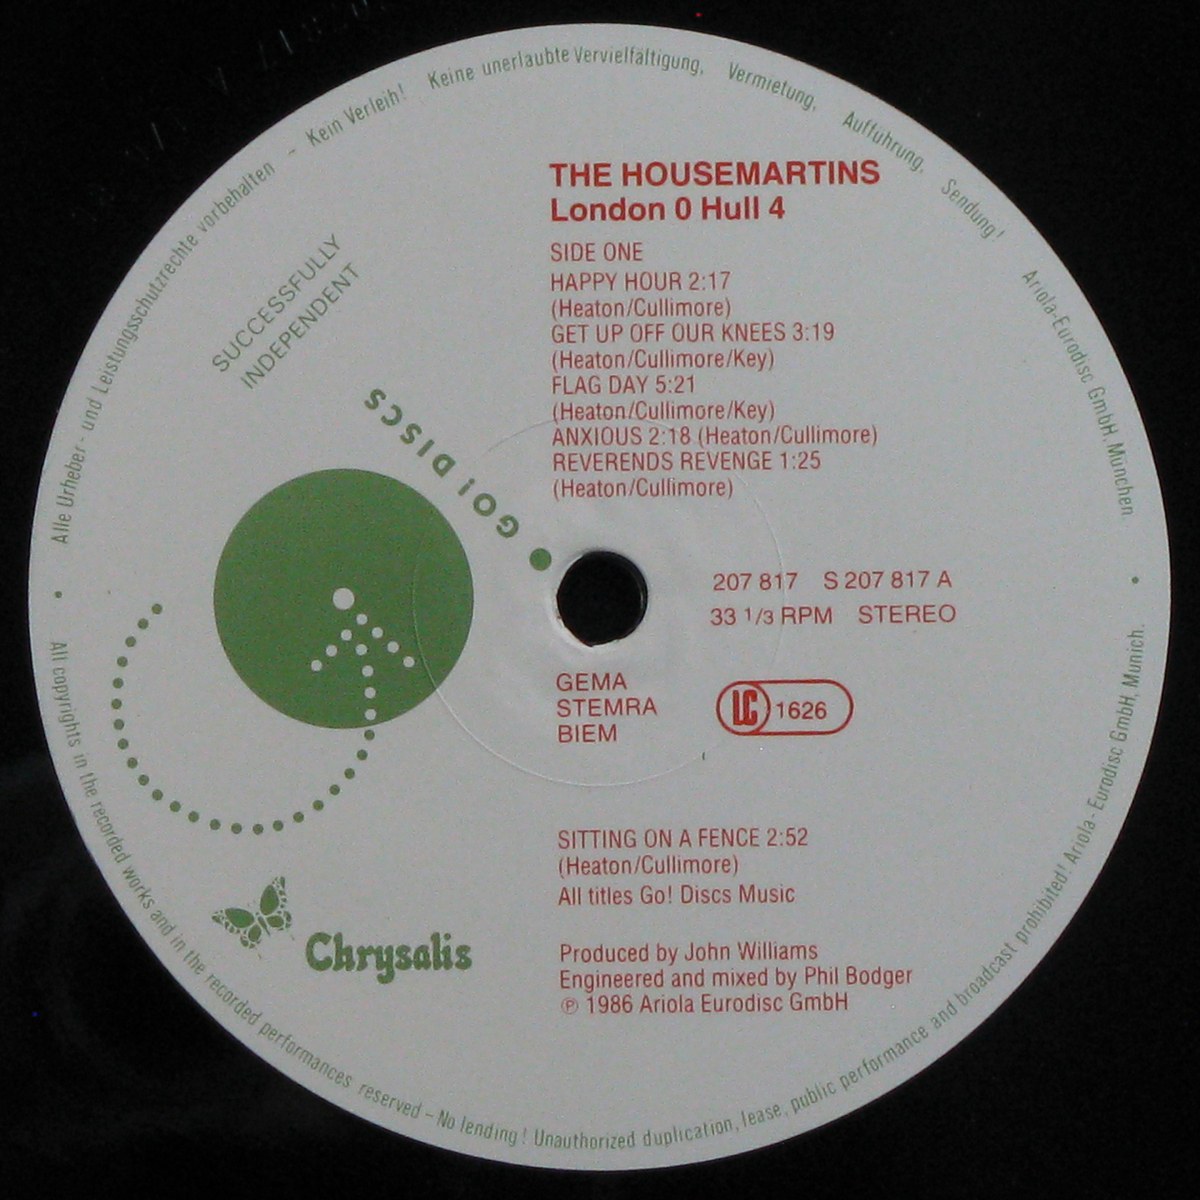 Alle Urheber- und Leistungsschutzrechte vorbehalten – Kein Verleih! Keine unerlaubte Vervielfältigung, Vermietung, Aufführung, Sendung! Ariola-Eurodisc GmbH, München
SUCCESSFULLY
INDEPENDENT
GO! DISCS
THE HOUSEMARTINS
London 0 Hull 4
SIDE ONE
HAPPY HOUR 2:17
(Heaton/Cullimore)
GET UP OFF OUR KNEES 3:19
(Heaton/Cullimore/Key)
FLAG DAY 5:21
(Heaton/Cullimore/Key)
ANXIOUS 2:18 (Heaton/Cullimore)
REVERENDS REVENGE 1:25
(Heaton/Cullimore)
207 817 S 207 817 A
33 1/3 RPM STEREO
GEMA
STEMRA
BIEM
LC 1626
SITTING ON A FENCE 2:52
(Heaton/Cullimore)
All titles Go! Discs Music
Produced by John Williams
Engineered and mixed by Phil Bodger
℗ 1986 Ariola Eurodisc GmbH
Chrysalis
All copyrights in the recorded works and in the recorded performances reserved – No lending! Unauthorized duplication, lease, public performance and broadcast prohibited! Ariola-Eurodisc GmbH, Munich.